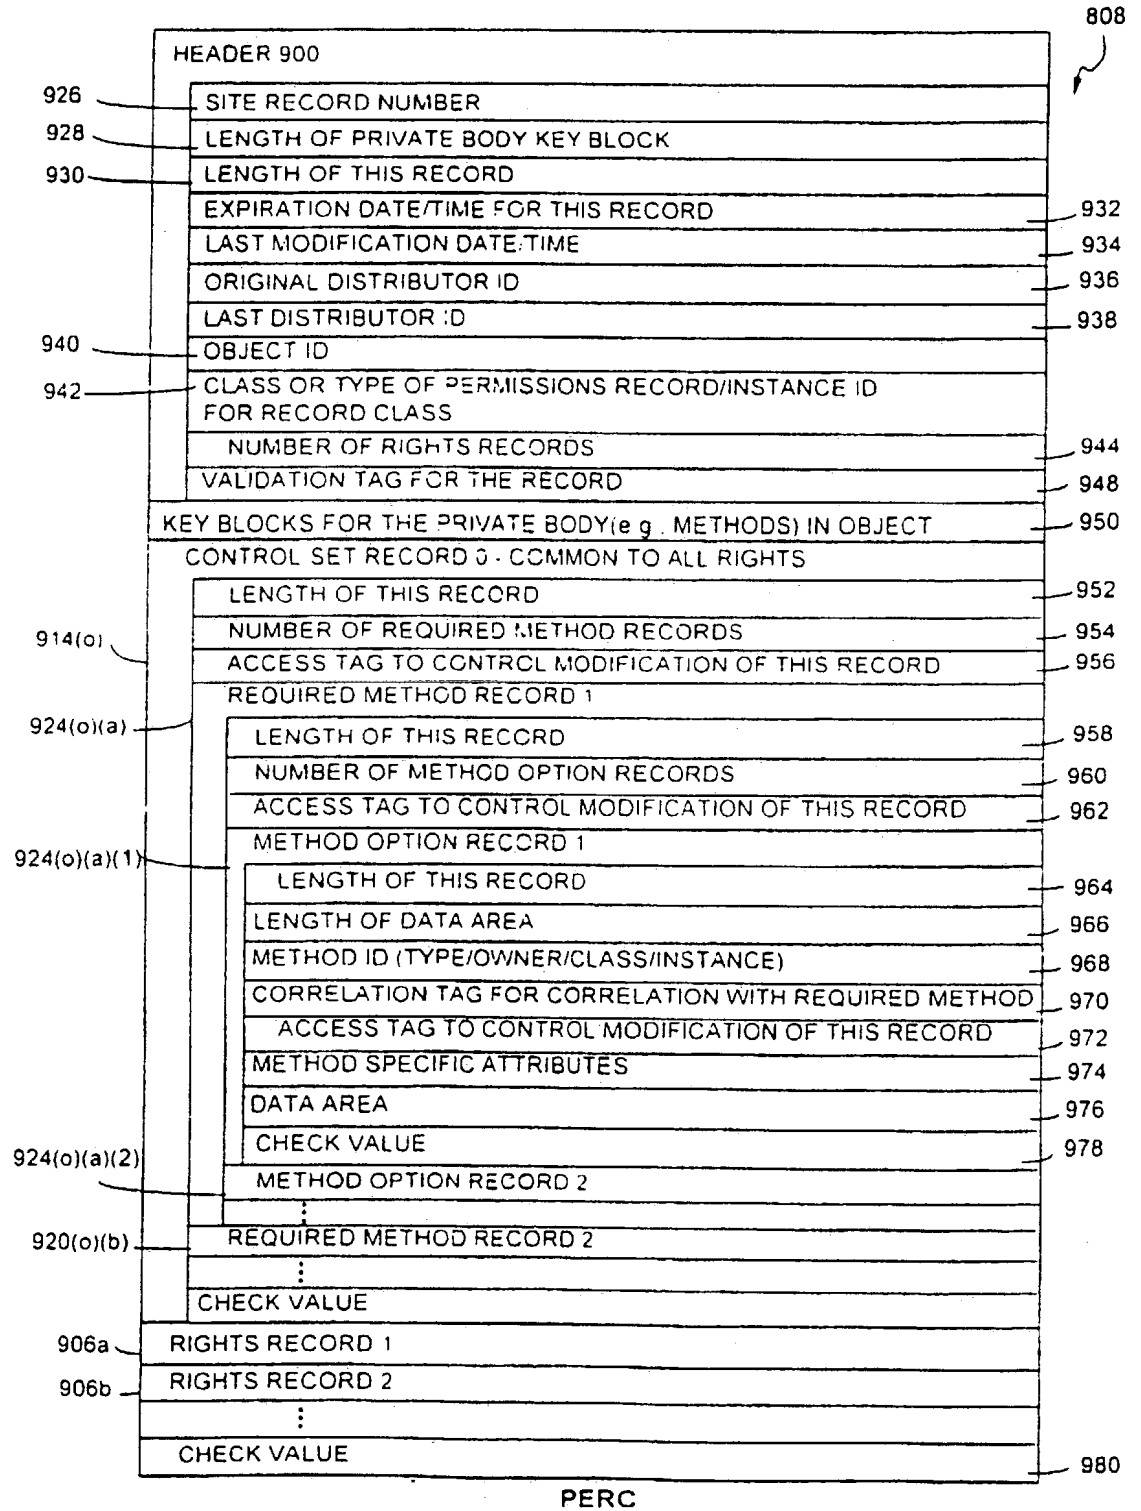 808
HEADER 900
926 SITE RECORD NUMBER
928 LENGTH OF PRIVATE BODY KEY BLOCK
930 LENGTH OF THIS RECORD
EXPIRATION DATE/TIME FOR THIS RECORD 932
LAST MODIFICATION DATE/TIME 934
ORIGINAL DISTRIBUTOR ID 936
LAST DISTRIBUTOR ID 938
940 OBJECT ID
942 CLASS OR TYPE OF PERMISSIONS RECORD/INSTANCE ID
FOR RECORD CLASS
NUMBER OF RIGHTS RECORDS 944
VALIDATION TAG FOR THE RECORD 948
KEY BLOCKS FOR THE PRIVATE BODY(e g . METHODS) IN OBJECT 950
CONTROL SET RECORD 0 - COMMON TO ALL RIGHTS
LENGTH OF THIS RECORD 952
914(o) NUMBER OF REQUIRED METHOD RECORDS 954
ACCESS TAG TO CONTROL MODIFICATION OF THIS RECORD 956
924(o)(a) REQUIRED METHOD RECORD 1
LENGTH OF THIS RECORD 958
NUMBER OF METHOD OPTION RECORDS 960
ACCESS TAG TO CONTROL MODIFICATION OF THIS RECORD 962
924(o)(a)(1) METHOD OPTION RECORD 1
LENGTH OF THIS RECORD 964
LENGTH OF DATA AREA 966
METHOD ID (TYPE/OWNER/CLASS/INSTANCE) 968
CORRELATION TAG FOR CORRELATION WITH REQUIRED METHOD 970
ACCESS TAG TO CONTROL MODIFICATION OF THIS RECORD 972
METHOD SPECIFIC ATTRIBUTES 974
DATA AREA 976
CHECK VALUE 978
924(o)(a)(2) METHOD OPTION RECORD 2
920(o)(b) REQUIRED METHOD RECORD 2
CHECK VALUE
906a RIGHTS RECORD 1
906b RIGHTS RECORD 2
CHECK VALUE 980
PERC